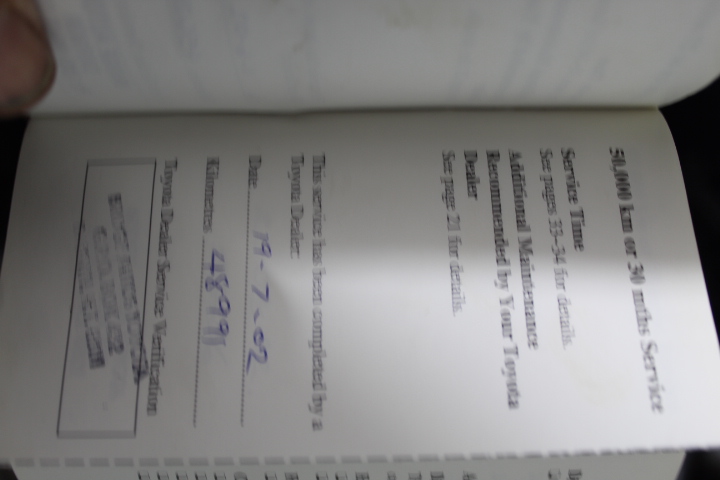 50,000 km or 30 mths Service
Service Time
See pages 33-34 for details.
Additional Maintenance
Recommended by Your Toyota
Dealer
See page 21 for details.
This service has been completed by a
Toyota Dealer.
Date 19-7-02
Kilometres 48991
Toyota Dealer Service Verification